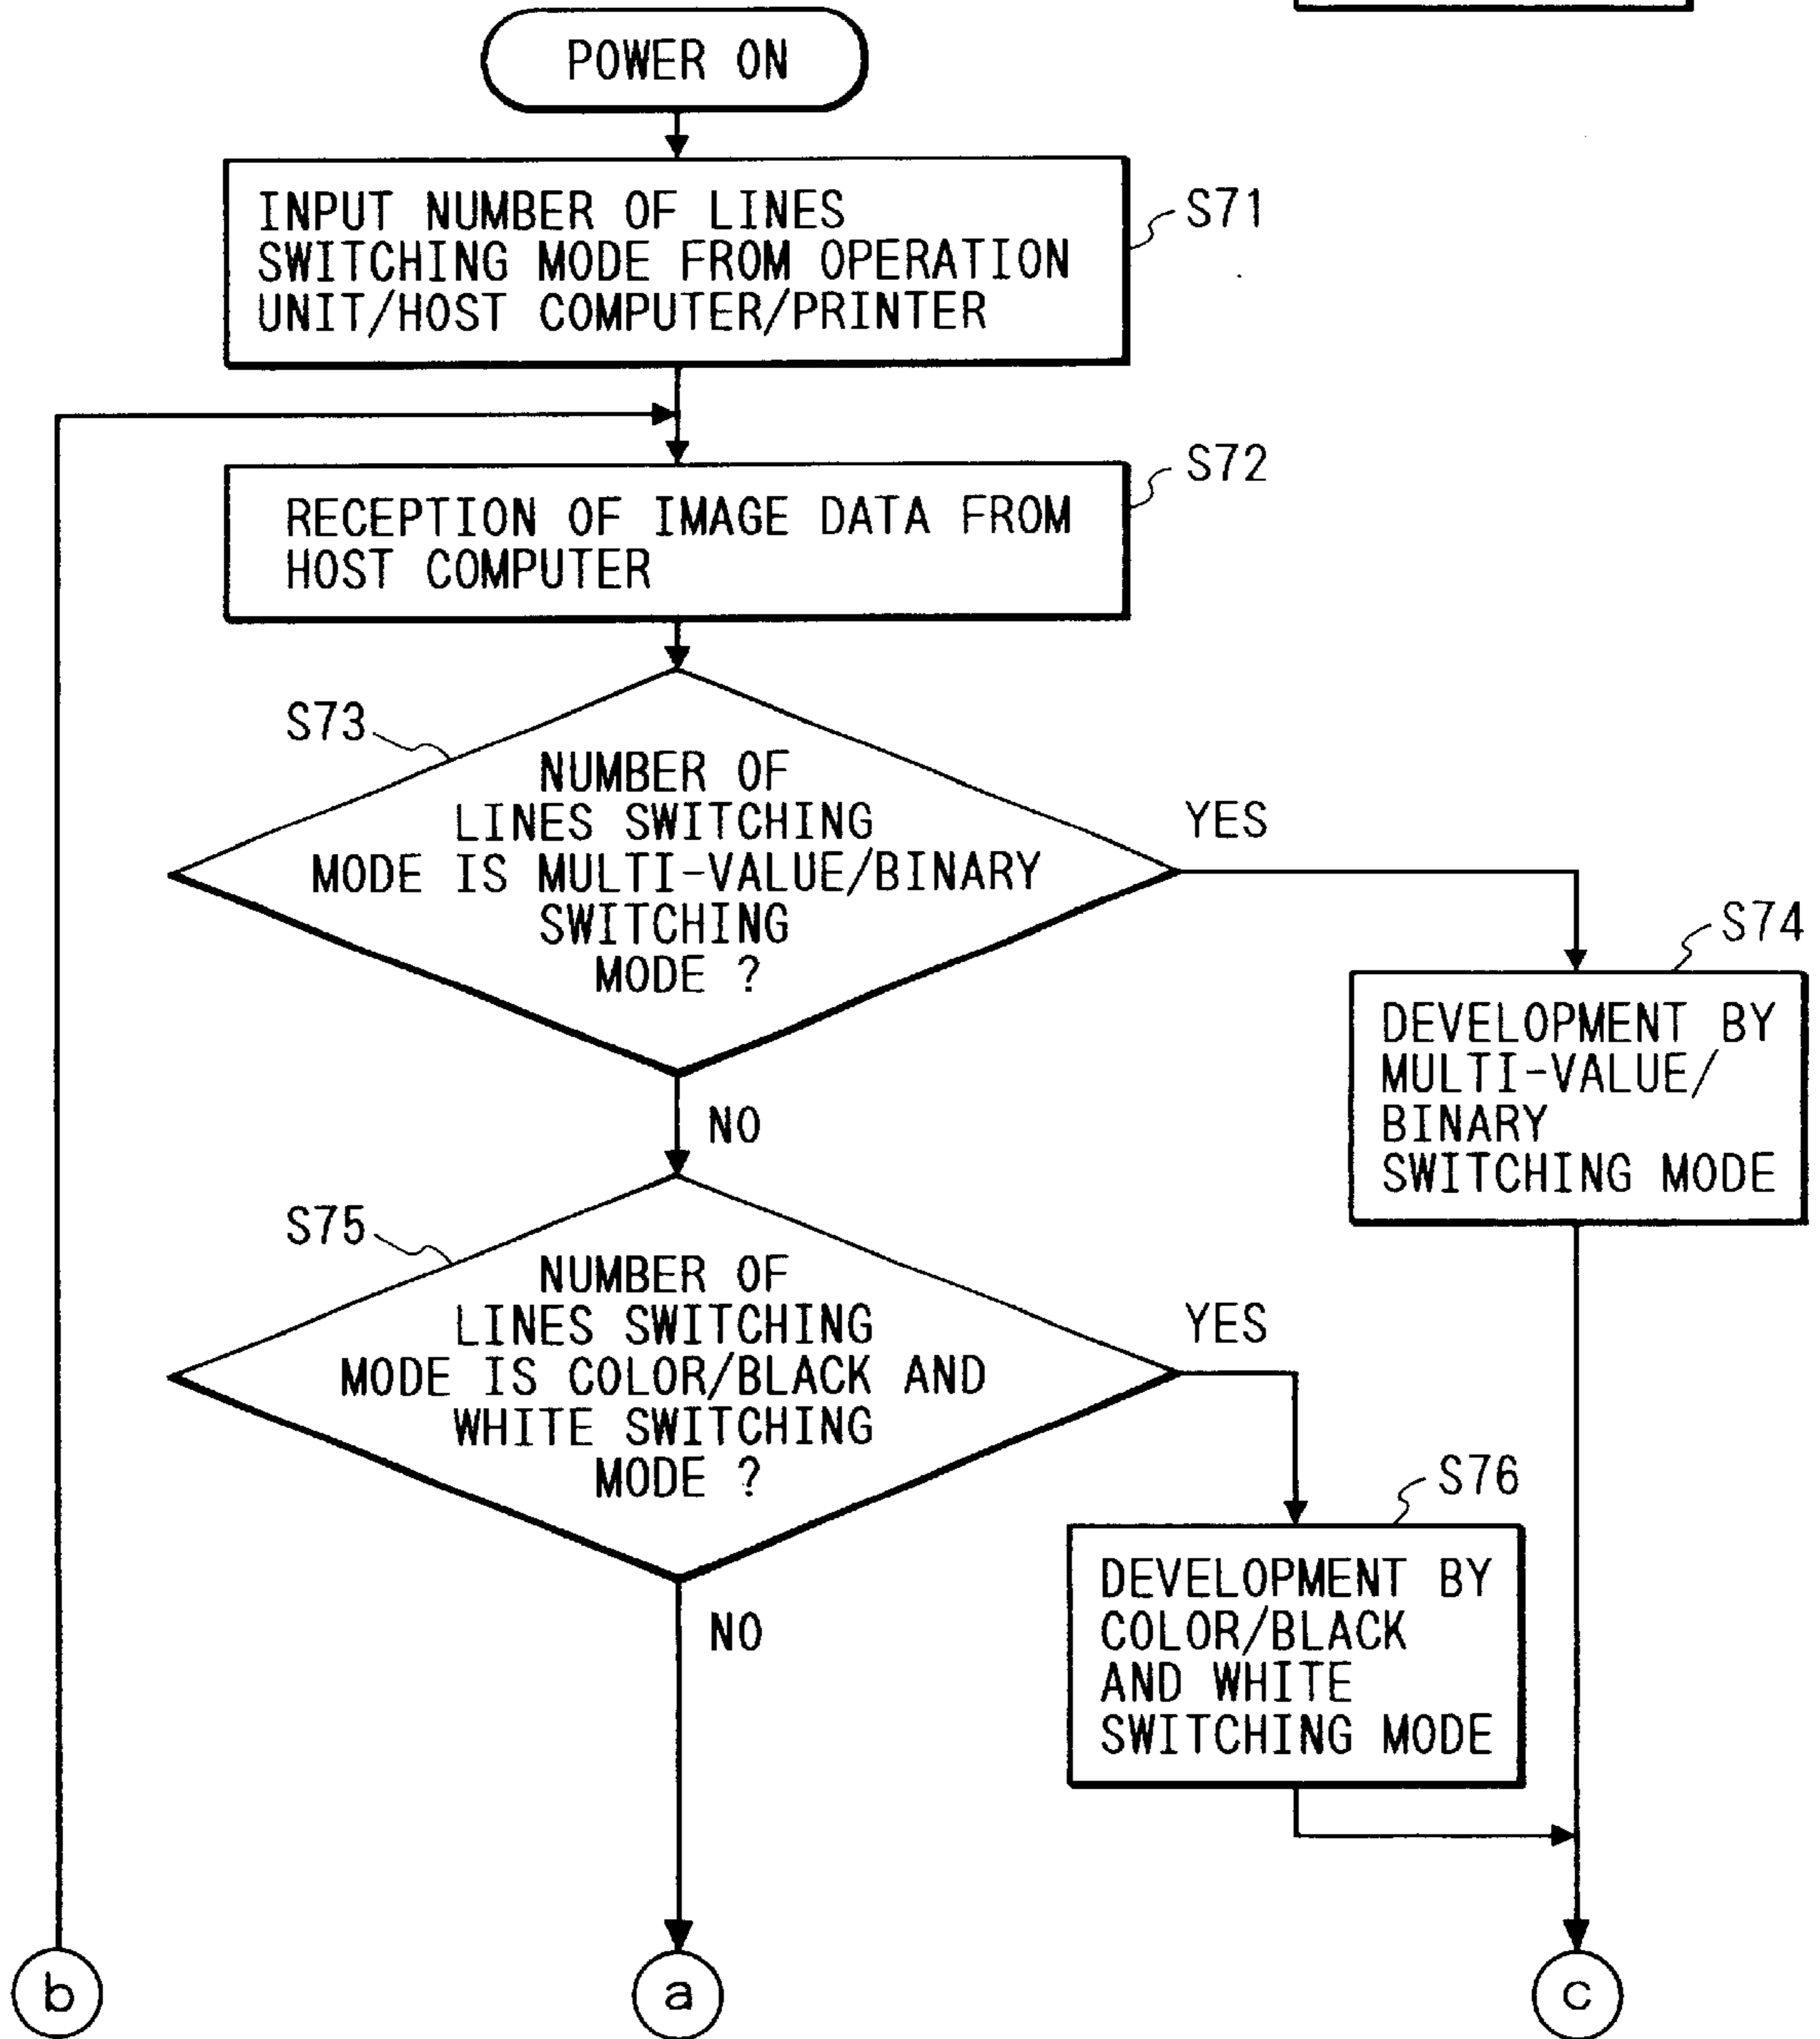 POWER ON
INPUT NUMBER OF LINES
SWITCHING MODE FROM OPERATION
UNIT/HOST COMPUTER/PRINTER
S71
RECEPTION OF IMAGE DATA FROM
HOST COMPUTER
S72
S73
NUMBER OF
LINES SWITCHING
MODE IS MULTI-VALUE/BINARY
SWITCHING
MODE ?
YES
NO
S74
DEVELOPMENT BY
MULTI-VALUE/
BINARY
SWITCHING MODE
S75
NUMBER OF
LINES SWITCHING
MODE IS COLOR/BLACK AND
WHITE SWITCHING
MODE ?
YES
NO
S76
DEVELOPMENT BY
COLOR/BLACK
AND WHITE
SWITCHING MODE
b
a
c